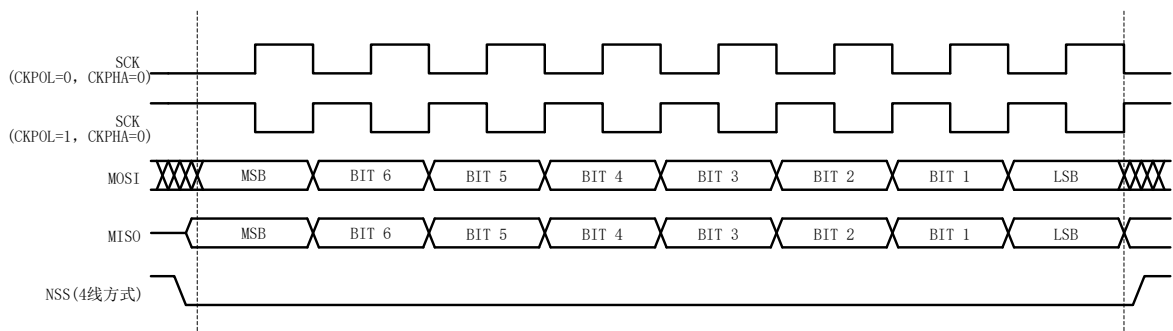 SCK
(CKPOL=0，CKPHA=0)
SCK
(CKPOL=1，CKPHA=0)
MOSI MSB BIT 6 BIT 5 BIT 4 BIT 3 BIT 2 BIT 1 LSB
MISO MSB BIT 6 BIT 5 BIT 4 BIT 3 BIT 2 BIT 1 LSB
NSS(4线方式)